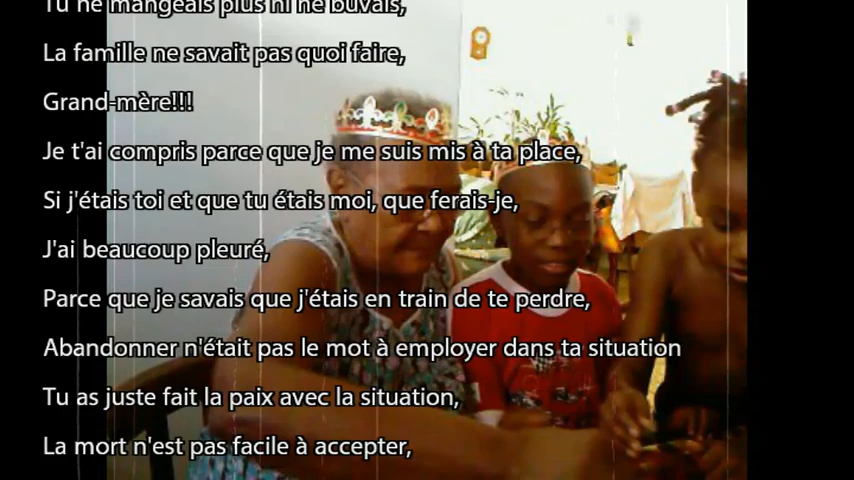 Tu ne mangeais plus ni ne buvais,
La famille ne savait pas quoi faire,
Grand-mère!!!
Je t'ai compris parce que je me suis mis à ta place,
Si j'étais toi et que tu étais moi, que ferais-je,
J'ai beaucoup pleuré,
Parce que je savais que j'étais en train de te perdre,
Abandonner n'était pas le mot à employer dans ta situation
Tu as juste fait la paix avec la situation,
La mort n'est pas facile à accepter,